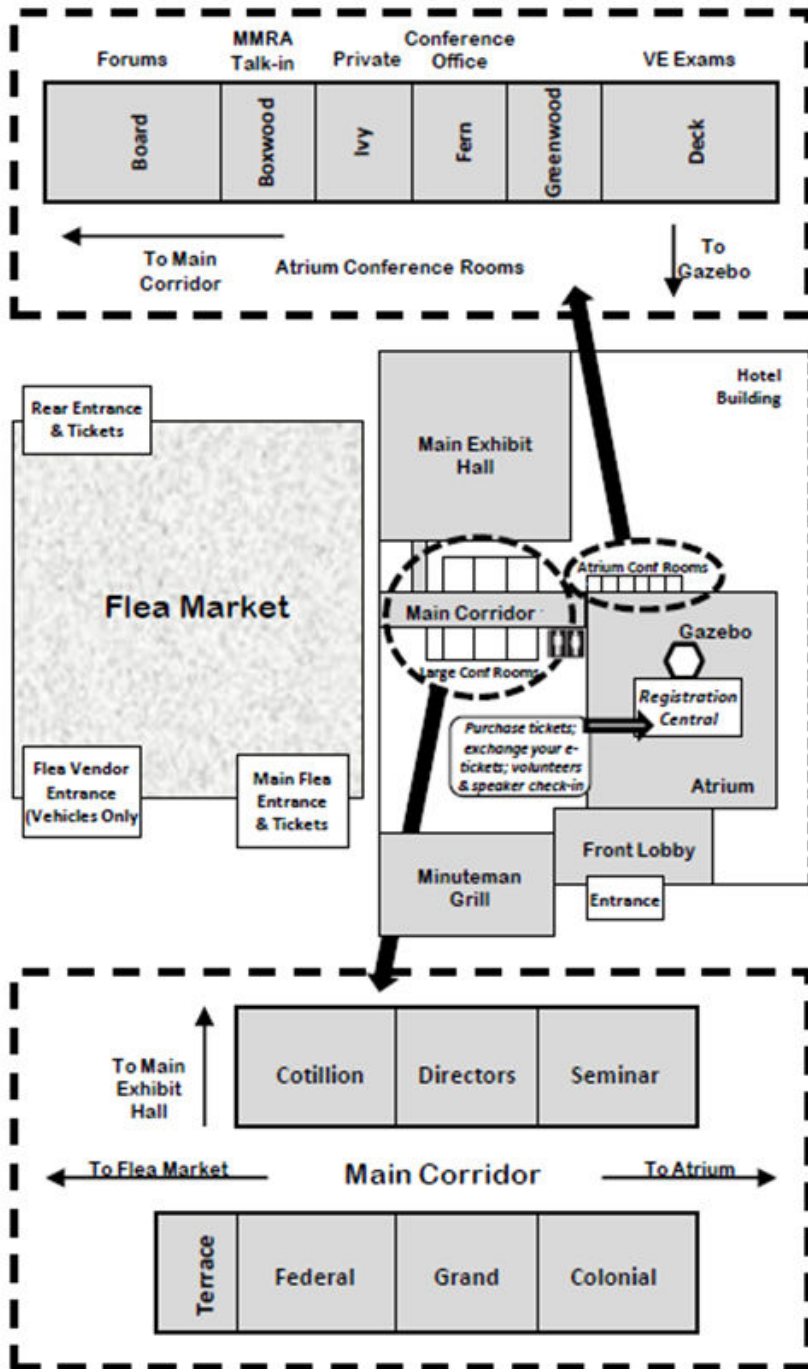 Forums
MMRA
Talk-in
Private
Conference
Office
VE Exams
Board
Boxwood
Ivy
Fern
Greenwood
Deck
To Main
Corridor
Atrium Conference Rooms
To
Gazebo
Hotel
Building
Rear Entrance
& Tickets
Main Exhibit
Hall
Flea Market
Atrium Conf Rooms
Main Corridor
Gazebo
Large Conf Rooms
Registration
Central
Purchase tickets;
exchange your e-
tickets; volunteers
& speaker check-in
Flea Vendor
Entrance
(Vehicles Only
Main Flea
Entrance
& Tickets
Atrium
Front Lobby
Minuteman
Grill
Entrance
To Main
Exhibit
Hall
Cotillion
Directors
Seminar
To Flea Market
Main Corridor
To Atrium
Terrace
Federal
Grand
Colonial